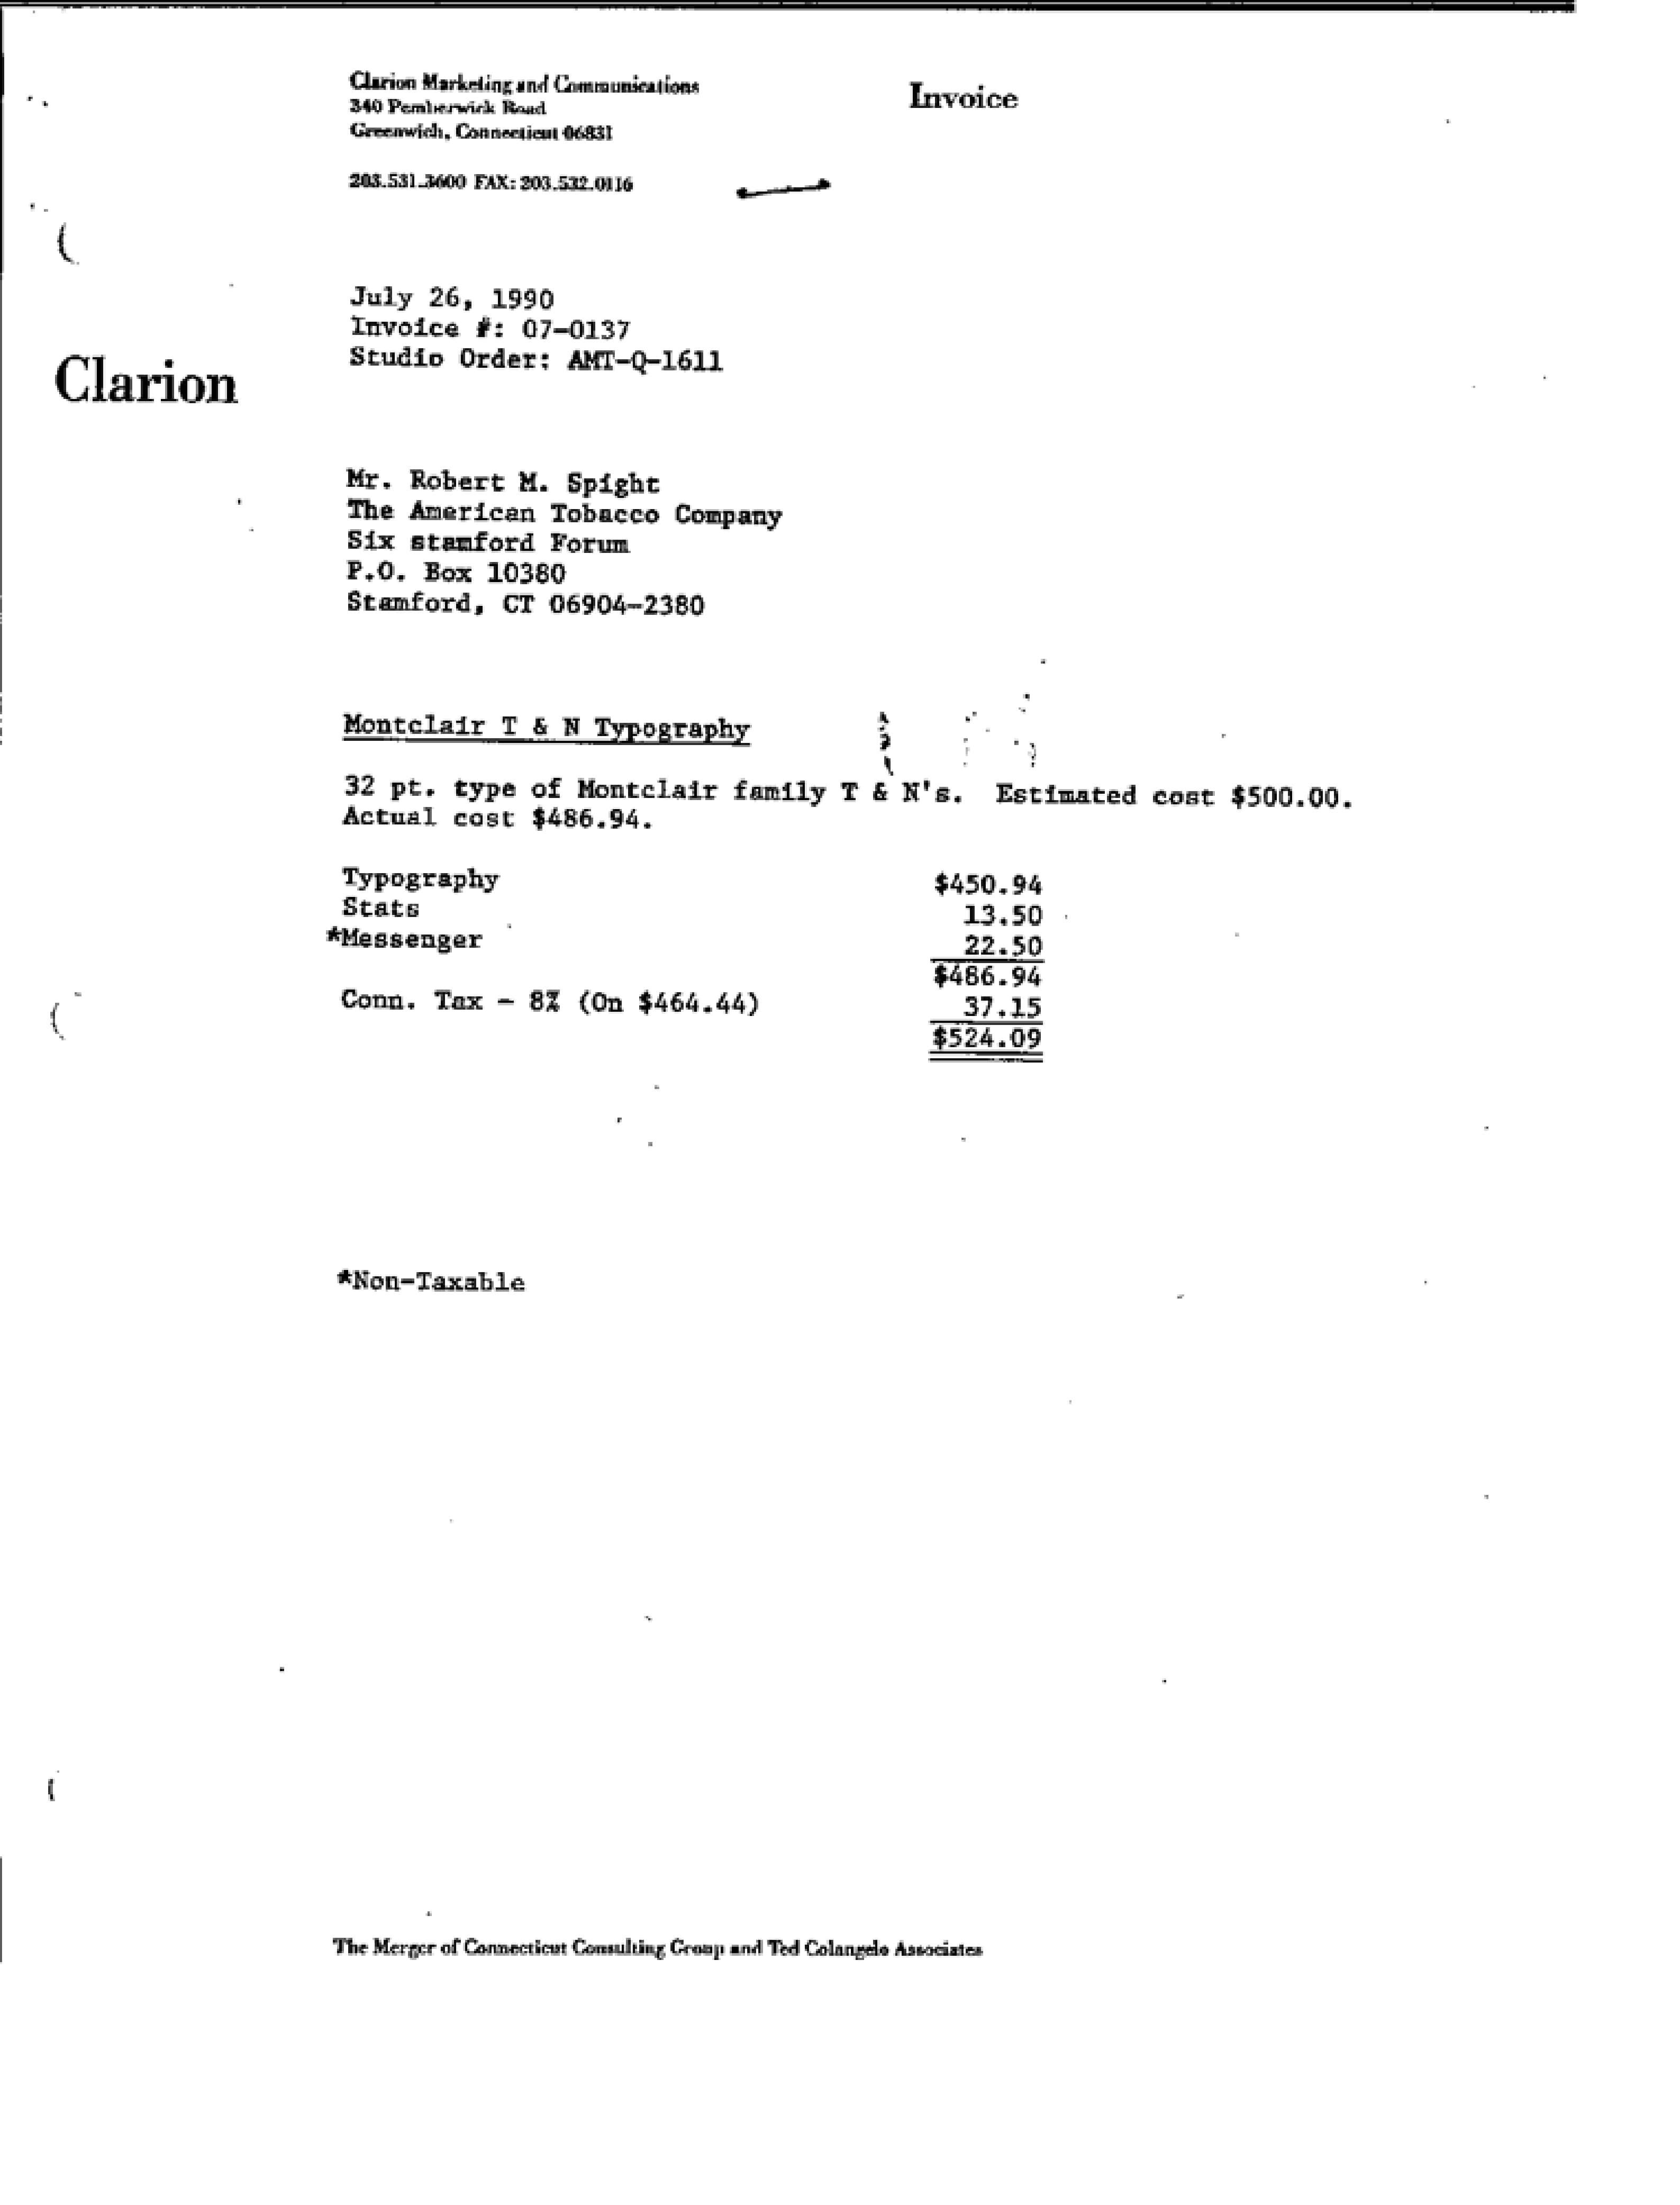 Clarion Marketing and Communications
340 Pemberwick Road
Greenwich, Connecticut 06831
Invoice
203.531.3600 FAX: 203.532.0116
July 26, 1990
Invoice #: 07-0137
Studio Order: AMT-Q-1611
Clarion
Mr. Robert M. Spight
The American Tobacco Company
Six stamford Forum
P.O. Box 10380
Stamford, CT 06904-2380
Montclair T & N Typography
32 pt. type of Montclair family T & N's. Estimated cost $500.00.
Actual cost $486.94.
Typography $450.94
Stats 13.50
*Messenger 22.50
$486.94
Conn. Tax - 8% (On $464.44) 37.15
$524.09
*Non-Taxable
The Merger of Connecticut Consulting Group and Ted Colangelo Associates